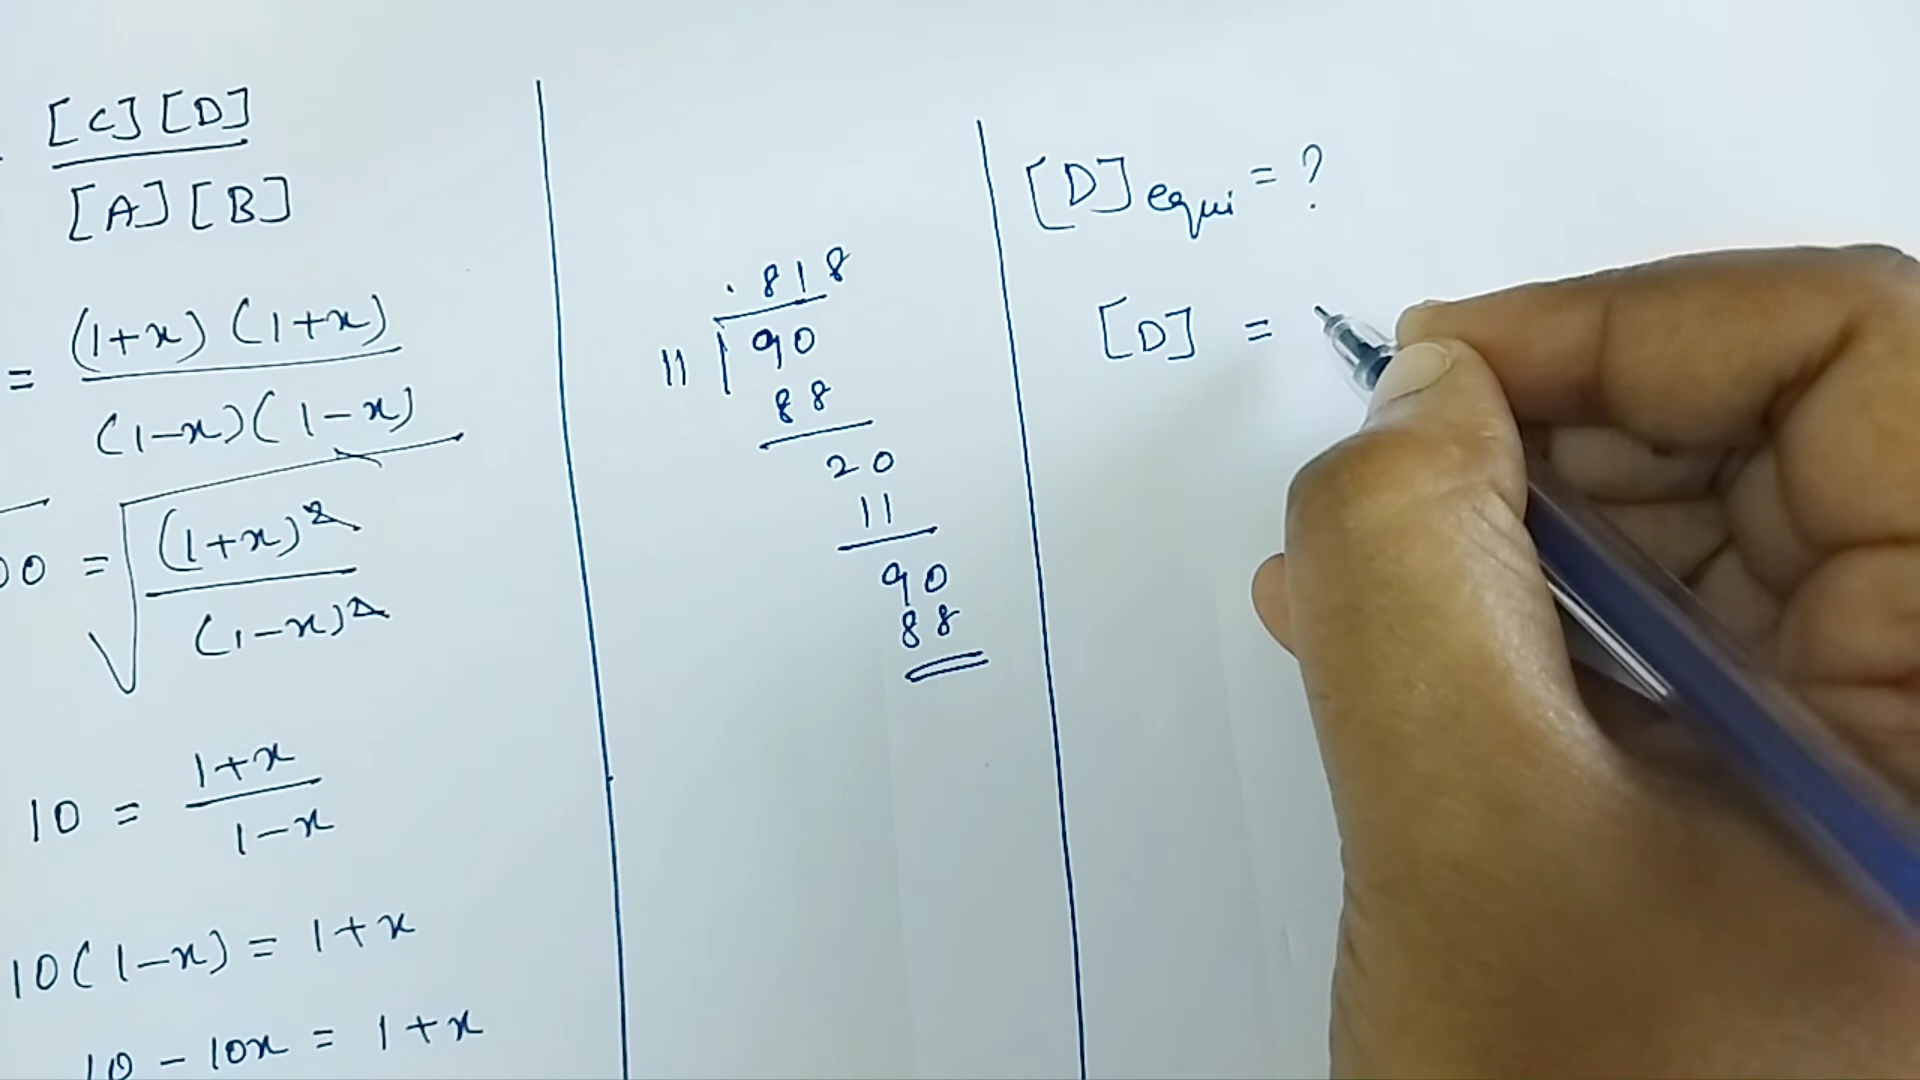 [C][D]
[A][B]
= (1+x)(1+x)
(1-x)(1-x)
00 = √(1+x)²
(1-x)²
10 = 1+x
1-x
10(1-x) = 1+x
10 - 10x = 1+x
.818
11 90
88
20
11
90
88
[D]equi = ?
[D] =